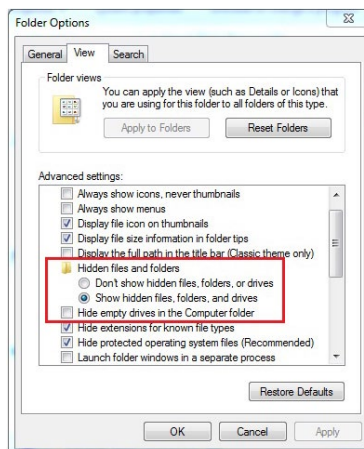 Folder Options
General
View
Search
Folder views
You can apply the view (such as Details or Icons) that
you are using for this folder to all folders of this type.
Apply to Folders
Reset Folders
Advanced settings:
Always show icons, never thumbnails
Always show menus
Display file icon on thumbnails
Display file size information in folder tips
Display the full path in the title bar (Classic theme only)
Hidden files and folders
Don't show hidden files, folders, or drives
Show hidden files, folders, and drives
Hide empty drives in the Computer folder
Hide extensions for known file types
Hide protected operating system files (Recommended)
Launch folder windows in a separate process
Restore Defaults
OK
Cancel
Apply